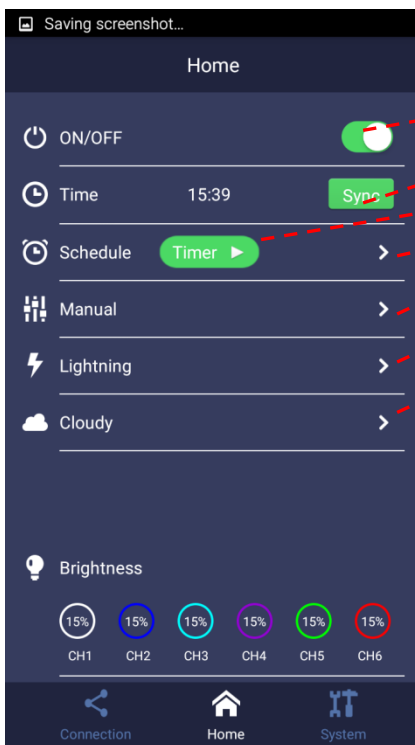 Saving screenshot...
Home
ON/OFF
Time 15:39 Sync
Schedule Timer
Manual
Lightning
Cloudy
Brightness
15% 15% 15% 15% 15% 15%
CH1 CH2 CH3 CH4 CH5 CH6
Connection Home System